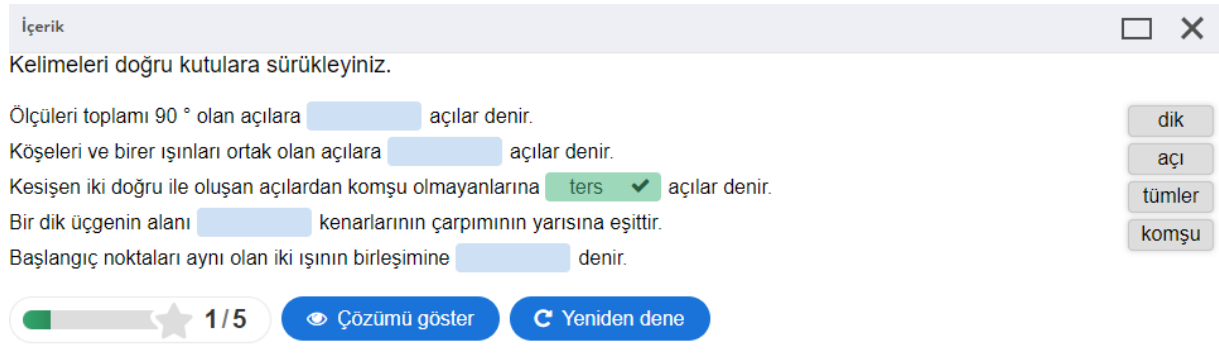 İçerik
Kelimeleri doğru kutulara sürükleyiniz.
Ölçüleri toplamı 90 ° olan açılara açılar denir.
Köşeleri ve birer ışınları ortak olan açılara açılar denir.
Kesişen iki doğru ile oluşan açılardan komşu olmayanlarına ters açılar denir.
Bir dik üçgenin alanı kenarlarının çarpımının yarısına eşittir.
Başlangıç noktaları aynı olan iki ışının birleşimine denir.
dik
açı
tümler
komşu
1/5 Çözümü göster Yeniden dene